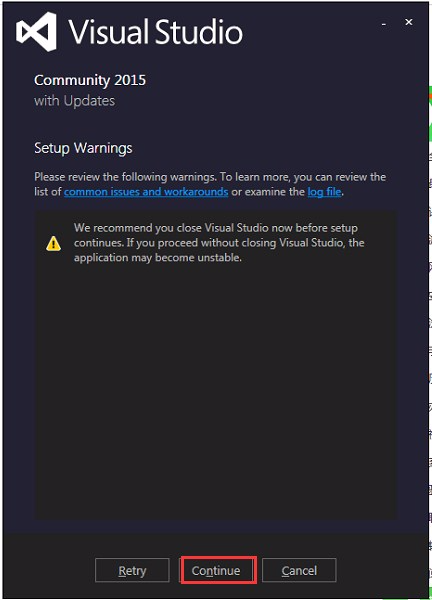 Visual Studio
Community 2015
with Updates
Setup Warnings
Please review the following warnings. To learn more, you can review the
list of common issues and workarounds or examine the log file.
We recommend you close Visual Studio now before setup
continues. If you proceed without closing Visual Studio, the
application may become unstable.
Retry
Continue
Cancel